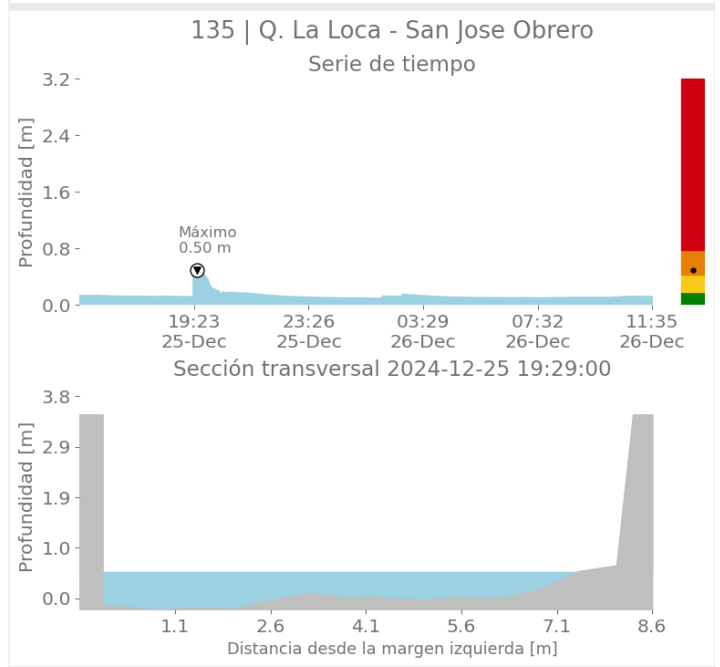 135 | Q. La Loca - San Jose Obrero
Serie de tiempo
Profundidad [m]
3.2
2.4
1.6
0.8
0.0
Máximo
0.50 m
19:23 23:26 03:29 07:32 11:35
25-Dec 25-Dec 26-Dec 26-Dec 26-Dec
Sección transversal 2024-12-25 19:29:00
Profundidad [m]
3.8
2.9
1.9
1.0
0.0
1.1 2.6 4.1 5.6 7.1 8.6
Distancia desde la margen izquierda [m]